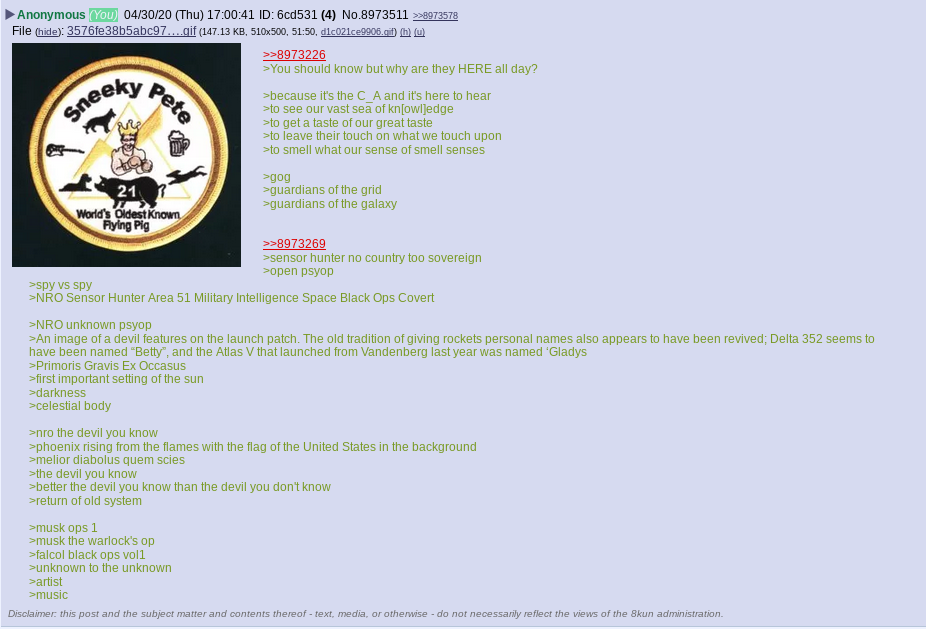 Anonymous (You) 04/30/20 (Thu) 17:00:41 ID: 6cd531 (4) No.8973511 >>8973578
File (hide): 3576fe38b5abc97….gif (147.13 KB, 510x500, 51:50, d1c021ce9906.gif) (h) (u)
Sneeky Pete
21
World's Oldest Known
Flying Pig
>>8973226
>You should know but why are they HERE all day?
>because it's the C_A and it's here to hear
>to see our vast sea of kn[owl]edge
>to get a taste of our great taste
>to leave their touch on what we touch upon
>to smell what our sense of smell senses
>gog
>guardians of the grid
>guardians of the galaxy
>>8973269
>sensor hunter no country too sovereign
>open psyop
>spy vs spy
>NRO Sensor Hunter Area 51 Military Intelligence Space Black Ops Covert
>NRO unknown psyop
>An image of a devil features on the launch patch. The old tradition of giving rockets personal names also appears to have been revived; Delta 352 seems to
have been named “Betty”, and the Atlas V that launched from Vandenberg last year was named ‘Gladys
>Primoris Gravis Ex Occasus
>first important setting of the sun
>darkness
>celestial body
>nro the devil you know
>phoenix rising from the flames with the flag of the United States in the background
>melior diabolus quem scies
>the devil you know
>better the devil you know than the devil you don't know
>return of old system
>musk ops 1
>musk the warlock's op
>falcol black ops vol1
>unknown to the unknown
>artist
>music
Disclaimer: this post and the subject matter and contents thereof - text, media, or otherwise - do not necessarily reflect the views of the 8kun administration.